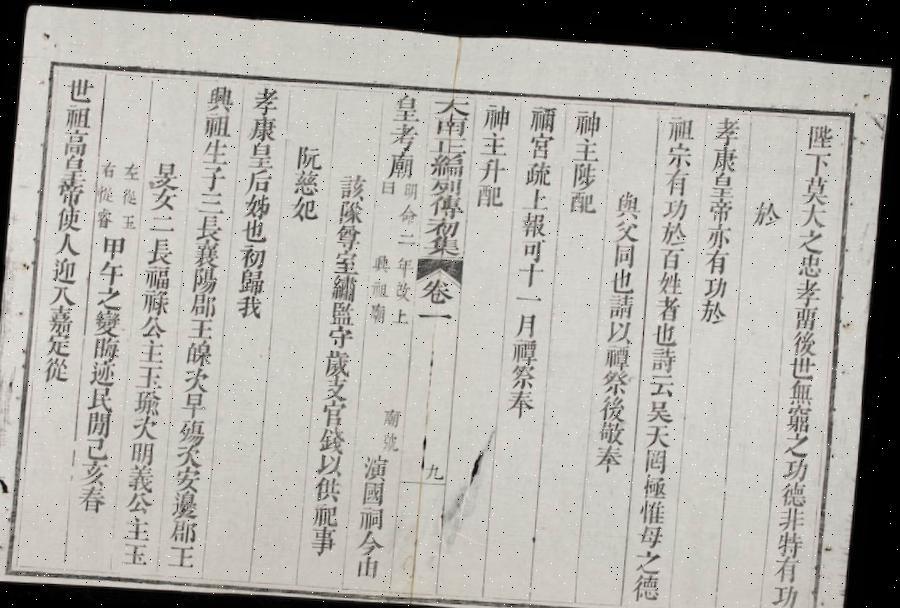 陛下莫大之忠孝畱後世無窮之功德非特有功
於
孝康皇帝亦有功於
祖宗有功於百姓者也詩云昊天罔極惟母之德
與父同也請以禫祭後敬奉
神主陟配
禰宮疏上報可十一月禫祭奉
神主升配
大南正編列傳初集 卷一 九
皇考廟明命二年改上
曰興祖廟
廟號
演國祠今由
該隊尊室繡監守歲支官錢以供祀事
阮慈妃
孝康皇后姊也初歸我
興祖生子三長襄陽郡王皞次早殤次安邊郡王
旻女二長福祿公主玉瑜次明義公主玉
左從玉
右從睿
甲午之變晦迹民間己亥春
世祖高皇帝使人迎入嘉定從